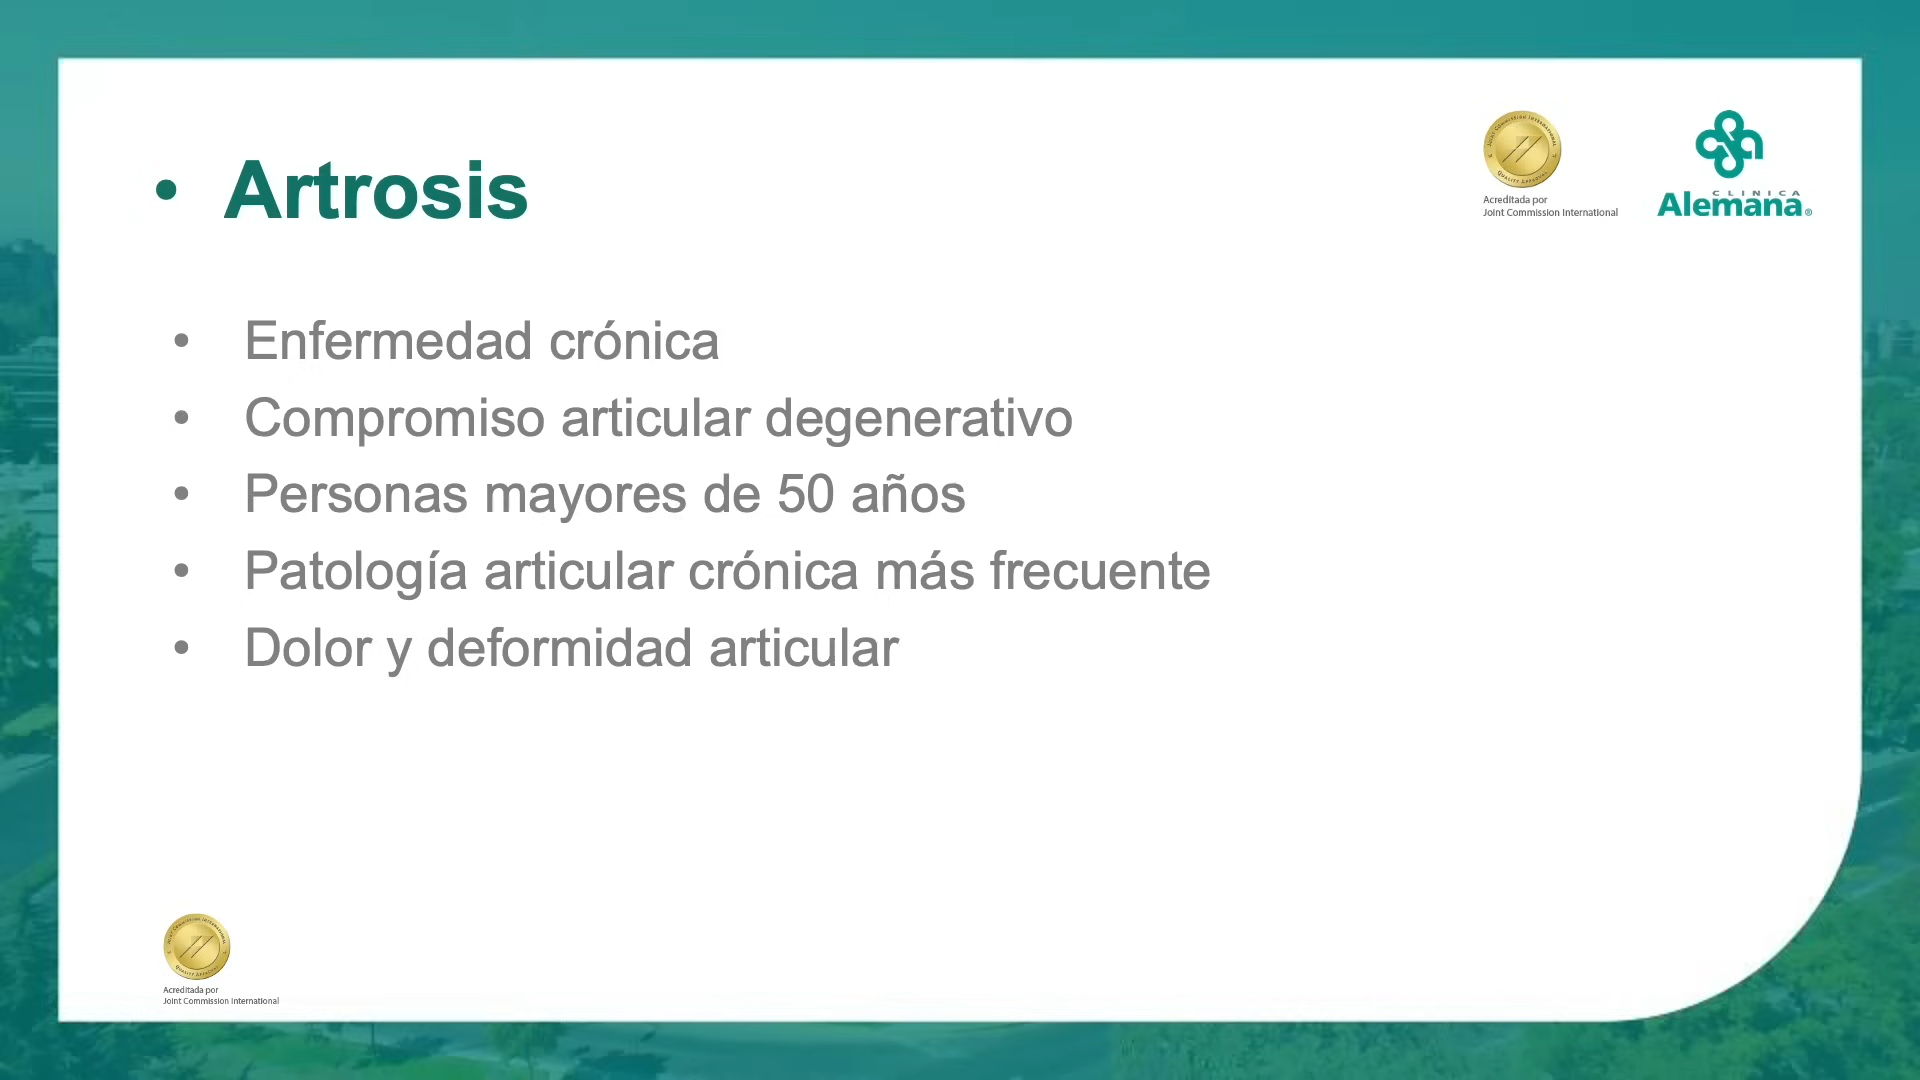 • Artrosis
Acreditada por
Joint Commission International
CLINICA
Alemana®
• Enfermedad crónica
• Compromiso articular degenerativo
• Personas mayores de 50 años
• Patología articular crónica más frecuente
• Dolor y deformidad articular
Acreditada por
Joint Commission International